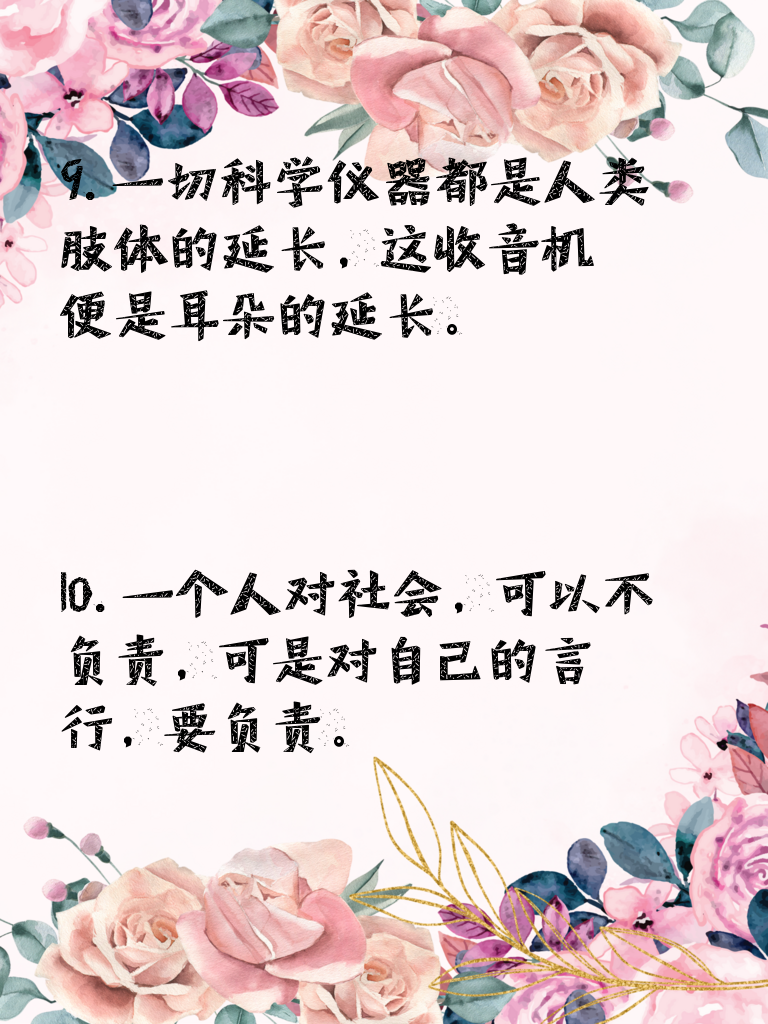 9. 一切科学仪器都是人类
肢体的延长, 这收音机
便是耳朵的延长。
10. 一个人对社会, 可以不
负责, 可是对自己的言
行, 要负责。